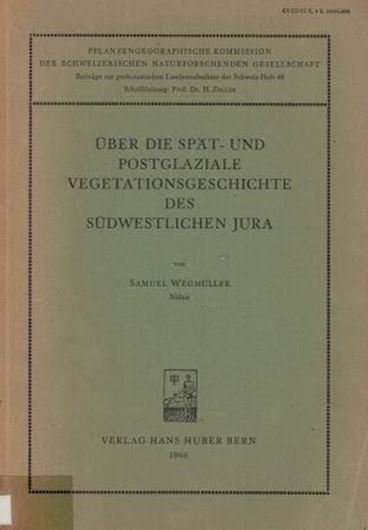 PFLANZENGEOGRAPHISCHE KOMMISSION
DER SCHWEIZERISCHEN NATURFORSCHENDEN GESELLSCHAFT
Beiträge zur geobotanischen Landesaufnahme der Schweiz Heft 48
Schriftleitung: Prof. Dr. H. ZOLLER
ÜBER DIE SPÄT- UND
POSTGLAZIALE
VEGETATIONSGESCHICHTE
DES
SÜDWESTLICHEN JURA
von
SAMUEL WEGMÜLLER
Nidau
VERLAG HANS HUBER BERN
1966